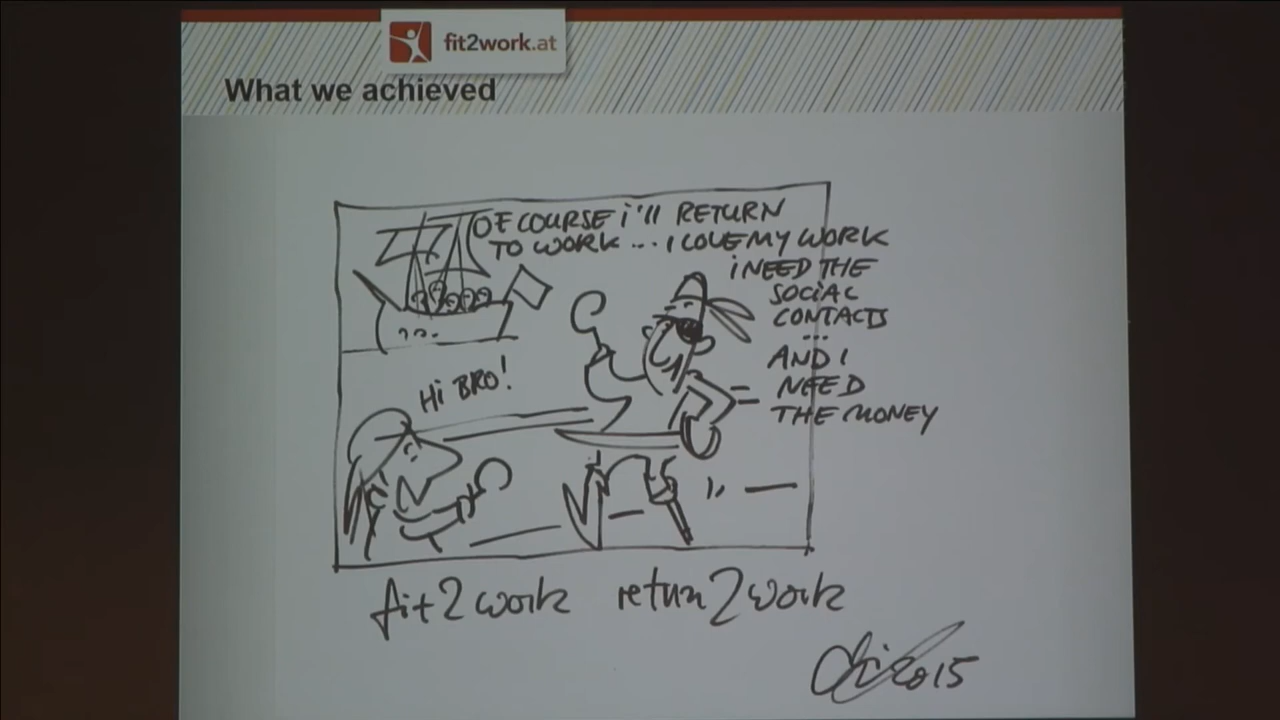 fit2work.at
What we achieved
OF COURSE i'll RETURN
TO WORK ... I LOVE MY WORK
i NEED THE
SOCIAL
CONTACTS
...
AND I
NEED
THE MONEY
Hi BRO!
fit2work return2work
2015